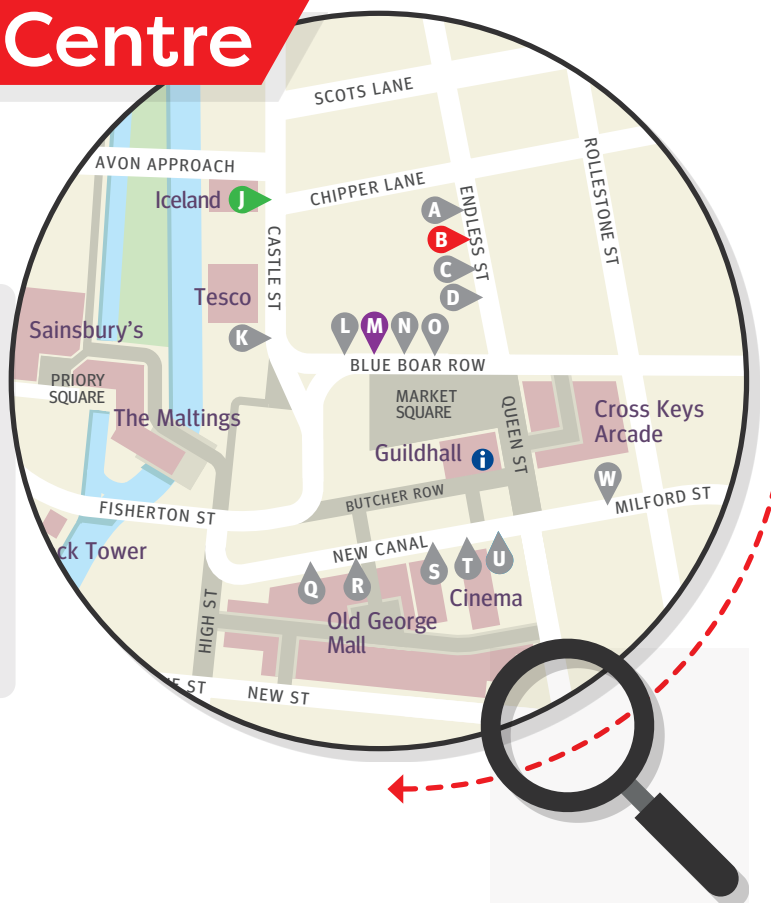 Centre
SCOTS LANE
AVON APPROACH
ROLLESTONE ST
Iceland
J
CHIPPER LANE
A
ENDLESS ST
B
CASTLE ST
C
Tesco
D
Sainsbury's
K
L
M
N
O
BLUE BOAR ROW
PRIORY
SQUARE
MARKET
SQUARE
QUEEN ST
Cross Keys
Arcade
The Maltings
Guildhall
i
W
BUTCHER ROW
MILFORD ST
FISHERTON ST
NEW CANAL
ck Tower
Q
R
S
T
U
Cinema
HIGH ST
Old George
Mall
ST
NEW ST